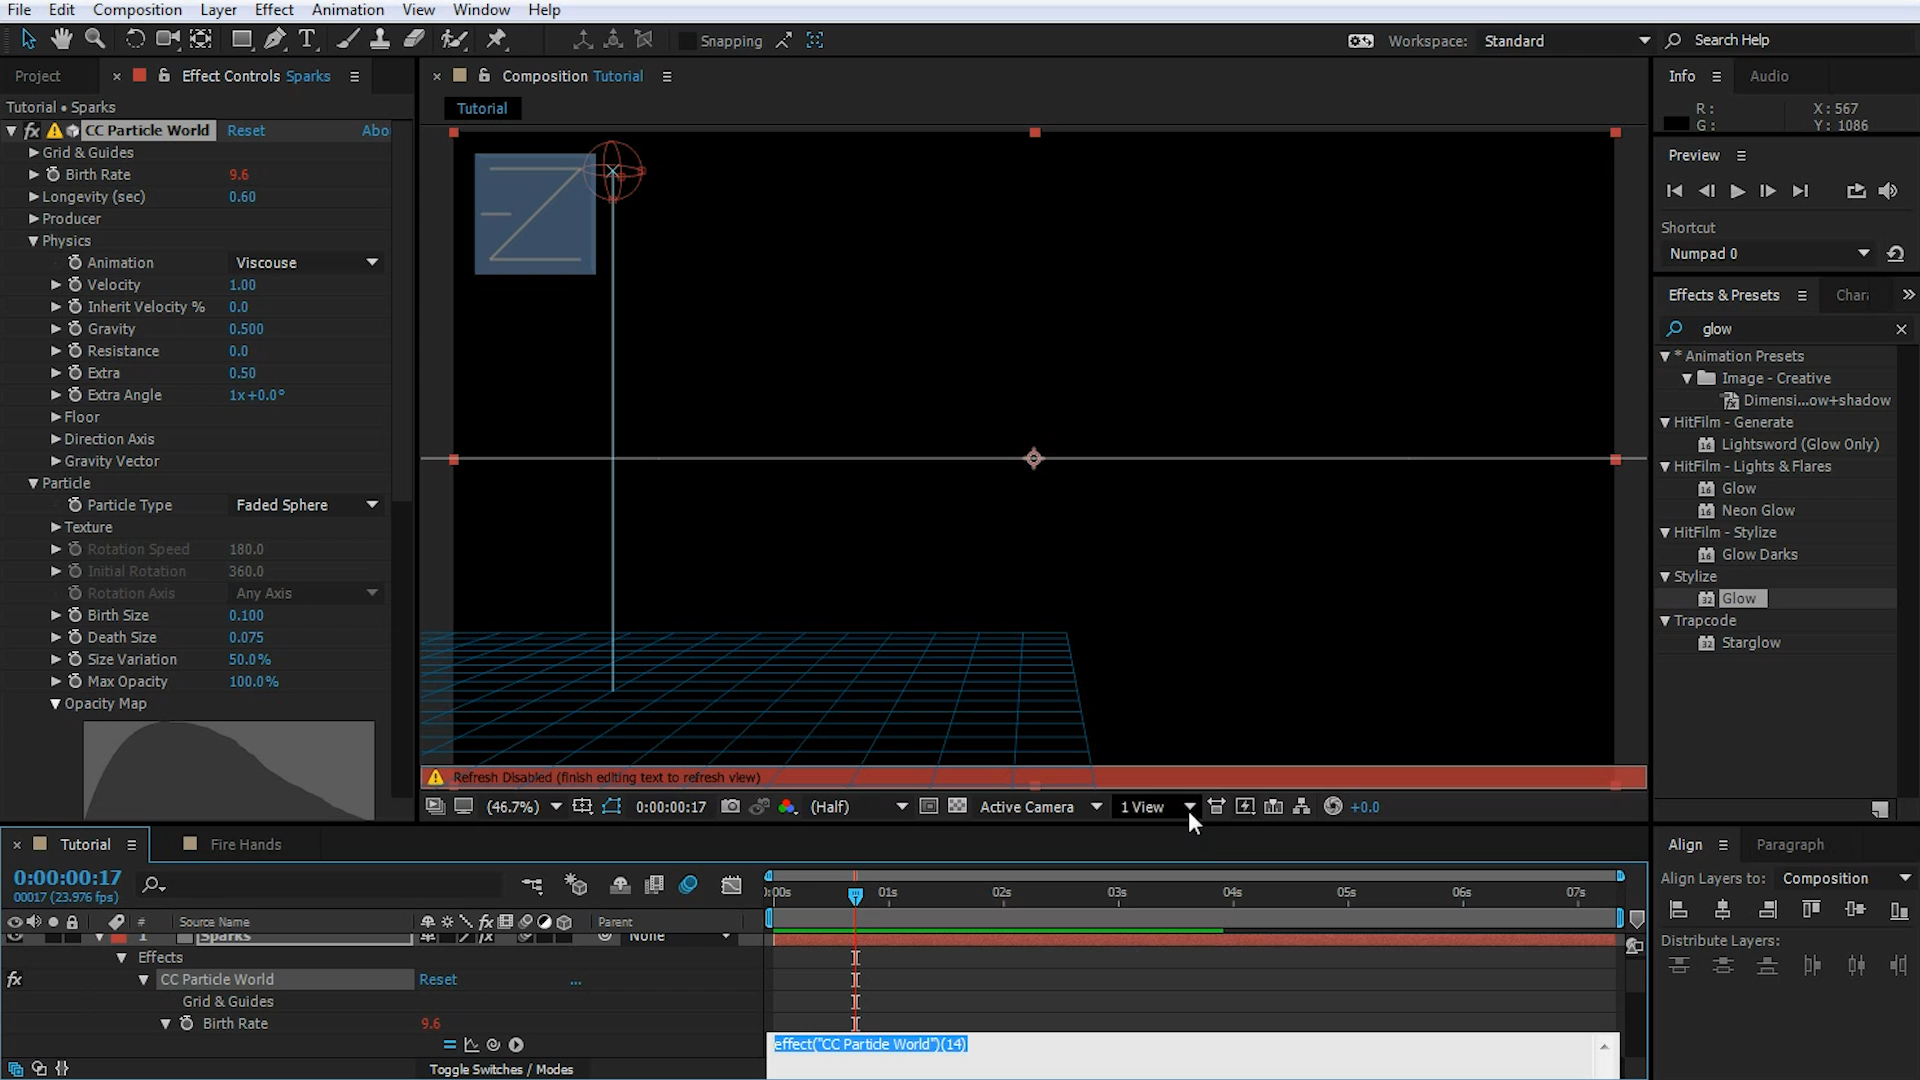 File Edit Composition Layer Effect Animation View Window Help
Snapping
Workspace: Standard
Search Help
Project
Effect Controls Sparks
Tutorial • Sparks
fx CC Particle World Reset Abo
Grid & Guides
Birth Rate 9.6
Longevity (sec) 0.60
Producer
Physics
Animation Viscouse
Velocity 1.00
Inherit Velocity % 0.0
Gravity 0.500
Resistance 0.0
Extra 0.50
Extra Angle 1x+0.0°
Floor
Direction Axis
Gravity Vector
Particle
Particle Type Faded Sphere
Texture
Rotation Speed 180.0
Initial Rotation 360.0
Rotation Axis Any Axis
Birth Size 0.100
Death Size 0.075
Size Variation 50.0%
Max Opacity 100.0%
Opacity Map
Composition Tutorial
Tutorial
Refresh Disabled (finish editing text to refresh view)
(46.7%) 0:00:00:17 (Half) Active Camera 1 View +0.0
Info Audio
R: X: 567
G: Y: 1086
Preview
Shortcut
Numpad 0
Effects & Presets Char
glow
* Animation Presets
Image - Creative
Dimensi...ow+shadow
HitFilm - Generate
Lightsword (Glow Only)
HitFilm - Lights & Flares
Glow
Neon Glow
HitFilm - Stylize
Glow Darks
Stylize
Glow
Trapcode
Starglow
Align Paragraph
Align Layers to: Composition
Distribute Layers:
Tutorial Fire Hands
0:00:00:17
00017 (23.976 fps)
:00s 01s 02s 03s 04s 05s 06s 07s
# Source Name fx Parent
1 Sparks None
Effects
fx CC Particle World Reset ...
Grid & Guides
Birth Rate 9.6
effect("CC Particle World")(14)
Toggle Switches / Modes